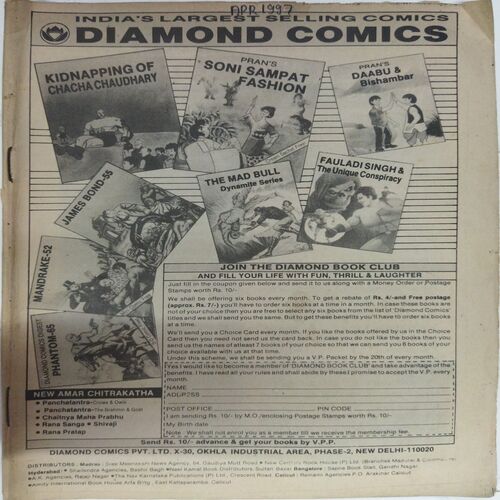 APR 1997
INDIA'S LARGEST SELLING COMICS
DIAMOND COMICS
KIDNAPPING OF
CHACHA CHAUDHARY
PRAN'S
SONI SAMPAT
FASHION
PRAN'S
DAABU &
Bishambar
JAMES BOND-55
THE MAD BULL
Dynamite Series
FAULADI SINGH &
The Unique Conspiracy
MANDRAKE-52
DIAMOND COMICS DIGEST
PHANTOM-65
JOIN THE DIAMOND BOOK CLUB
AND FILL YOUR LIFE WITH FUN, THRILL & LAUGHTER
Just fill in the coupon given below and send it to us along with a Money Order or Postage
Stamps worth Rs. 10/-
We shall be offering six books every month. To get a rebate of Rs. 4/-and Free postage
(approx. Rs. 7/-) you'll have to order six books at a time in a month. In case these books are
not of your choice then you are free to select any six books from the list of 'Diamond Comics'
titles and we shall send you the same. But to get these benefits you'll have to order six books
at a time.
We'll send you a Choice Card every month. If you like the books offered by us in the Choice
Card then you need not send us the card back. In case you do not like the books then you
give us the names of atleast 7 books of your choice so that we can send you 6 books of your
choice available with us at that time.
Under this scheme, we shall be sending you a V.P. Packet by the 20th of every month.
Yes I would like to become a member of 'DIAMOND BOOK CLUB' and take advantage of the
benefits. I have read all your rules and shall abide by these. I promise to accept the V.P. every
month.
NAME
POST OFFICE PIN CODE
I am sending Rs. 10/- by M.O./enclosing Postage Stamps worth Rs. 10/-.
My Birth date
Note : We shall not enrol you as a member till we receive the membership fee.
NEW AMAR CHITRAKATHA
Panchatantra-Crows & Owls
Panchatantra-The Brahmin & Goat
Chaitnya Maha Prabhu
Rana Sanga • Shivaji
Rana Pratap
Send Rs. 10/- advance & get your books by V.P.P.
DIAMOND COMICS PVT. LTD. X-30, OKHLA INDUSTRIAL AREA, PHASE-2, NEW DELHI-110020